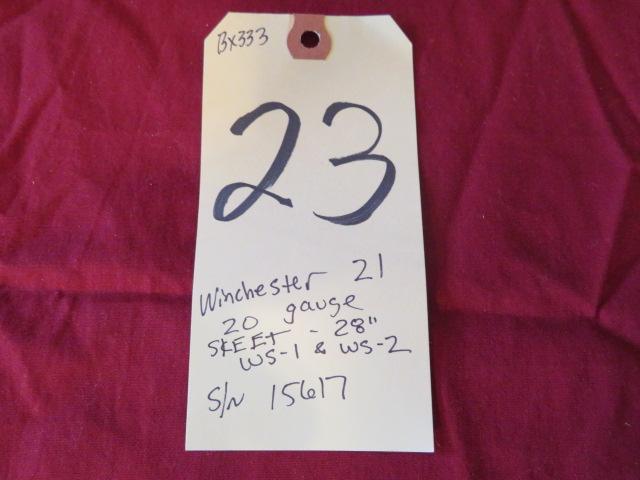 Bx333
23
Winchester 21
20 gauge
SKEET - 28"
WS-1 & WS-2
S/N 15617